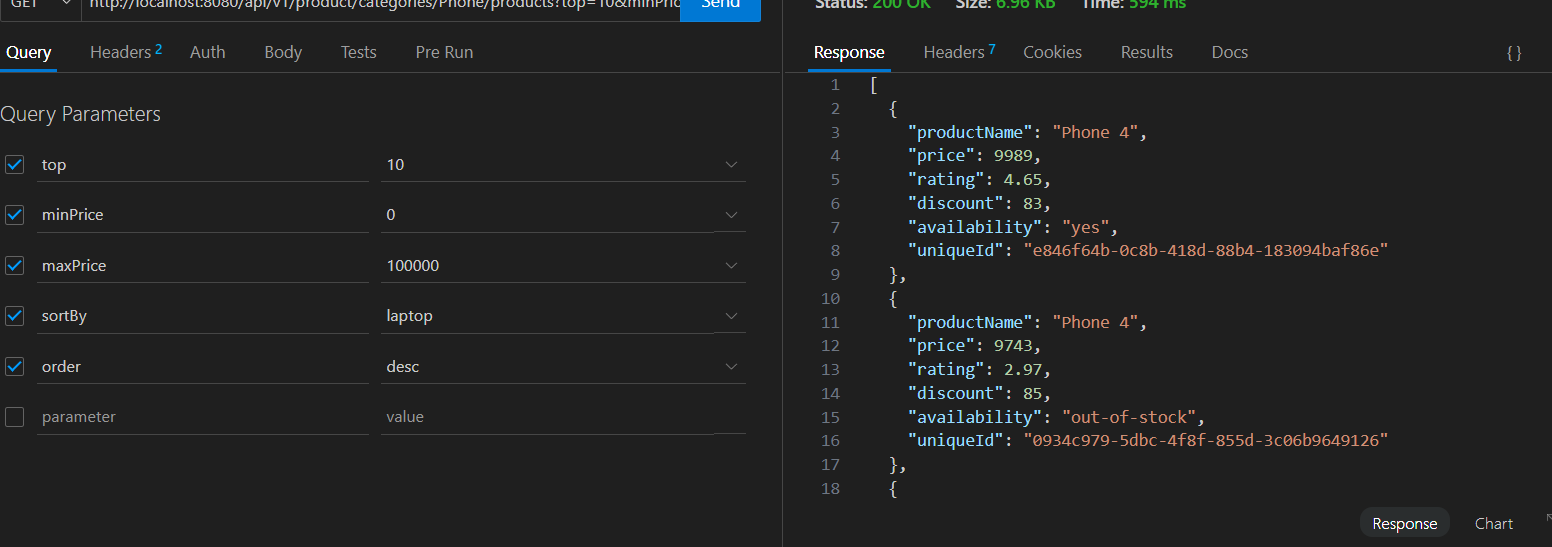 GET http://localhost:8080/api/v1/product/categories/Phone/products?top=10&minPric Send
Status: 200 OK Size: 6.96 KB Time: 594 ms
Query Headers 2 Auth Body Tests Pre Run
Query Parameters
top 10
minPrice 0
maxPrice 100000
sortBy laptop
order desc
parameter value
Response Headers 7 Cookies Results Docs { }
1 [
2 {
3 "productName": "Phone 4",
4 "price": 9989,
5 "rating": 4.65,
6 "discount": 83,
7 "availability": "yes",
8 "uniqueId": "e846f64b-0c8b-418d-88b4-183094baf86e"
9 },
10 {
11 "productName": "Phone 4",
12 "price": 9743,
13 "rating": 2.97,
14 "discount": 85,
15 "availability": "out-of-stock",
16 "uniqueId": "0934c979-5dbc-4f8f-855d-3c06b9649126"
17 },
18 {
Response Chart